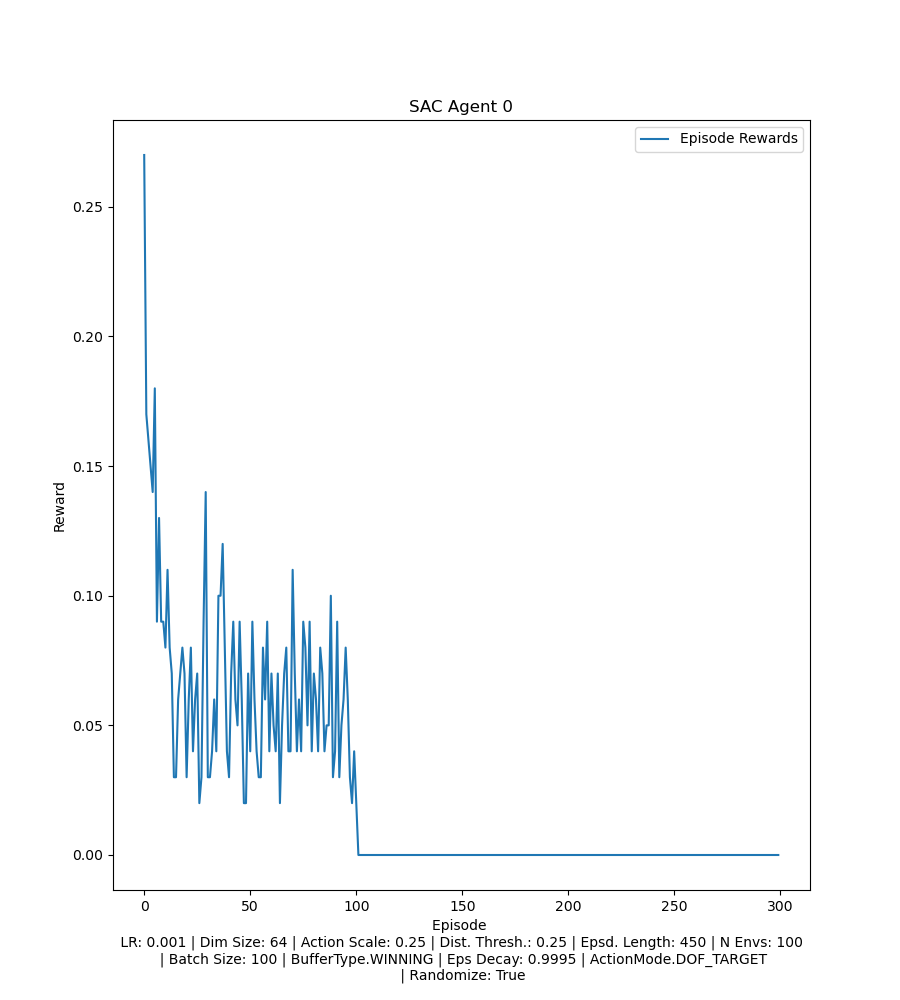 SAC Agent 0
Episode Rewards
0.25
0.20
0.15
0.10
0.05
0.00
Reward
0 50 100 150 200 250 300
Episode
LR: 0.001 | Dim Size: 64 | Action Scale: 0.25 | Dist. Thresh.: 0.25 | Epsd. Length: 450 | N Envs: 100
| Batch Size: 100 | BufferType.WINNING | Eps Decay: 0.9995 | ActionMode.DOF_TARGET
| Randomize: True